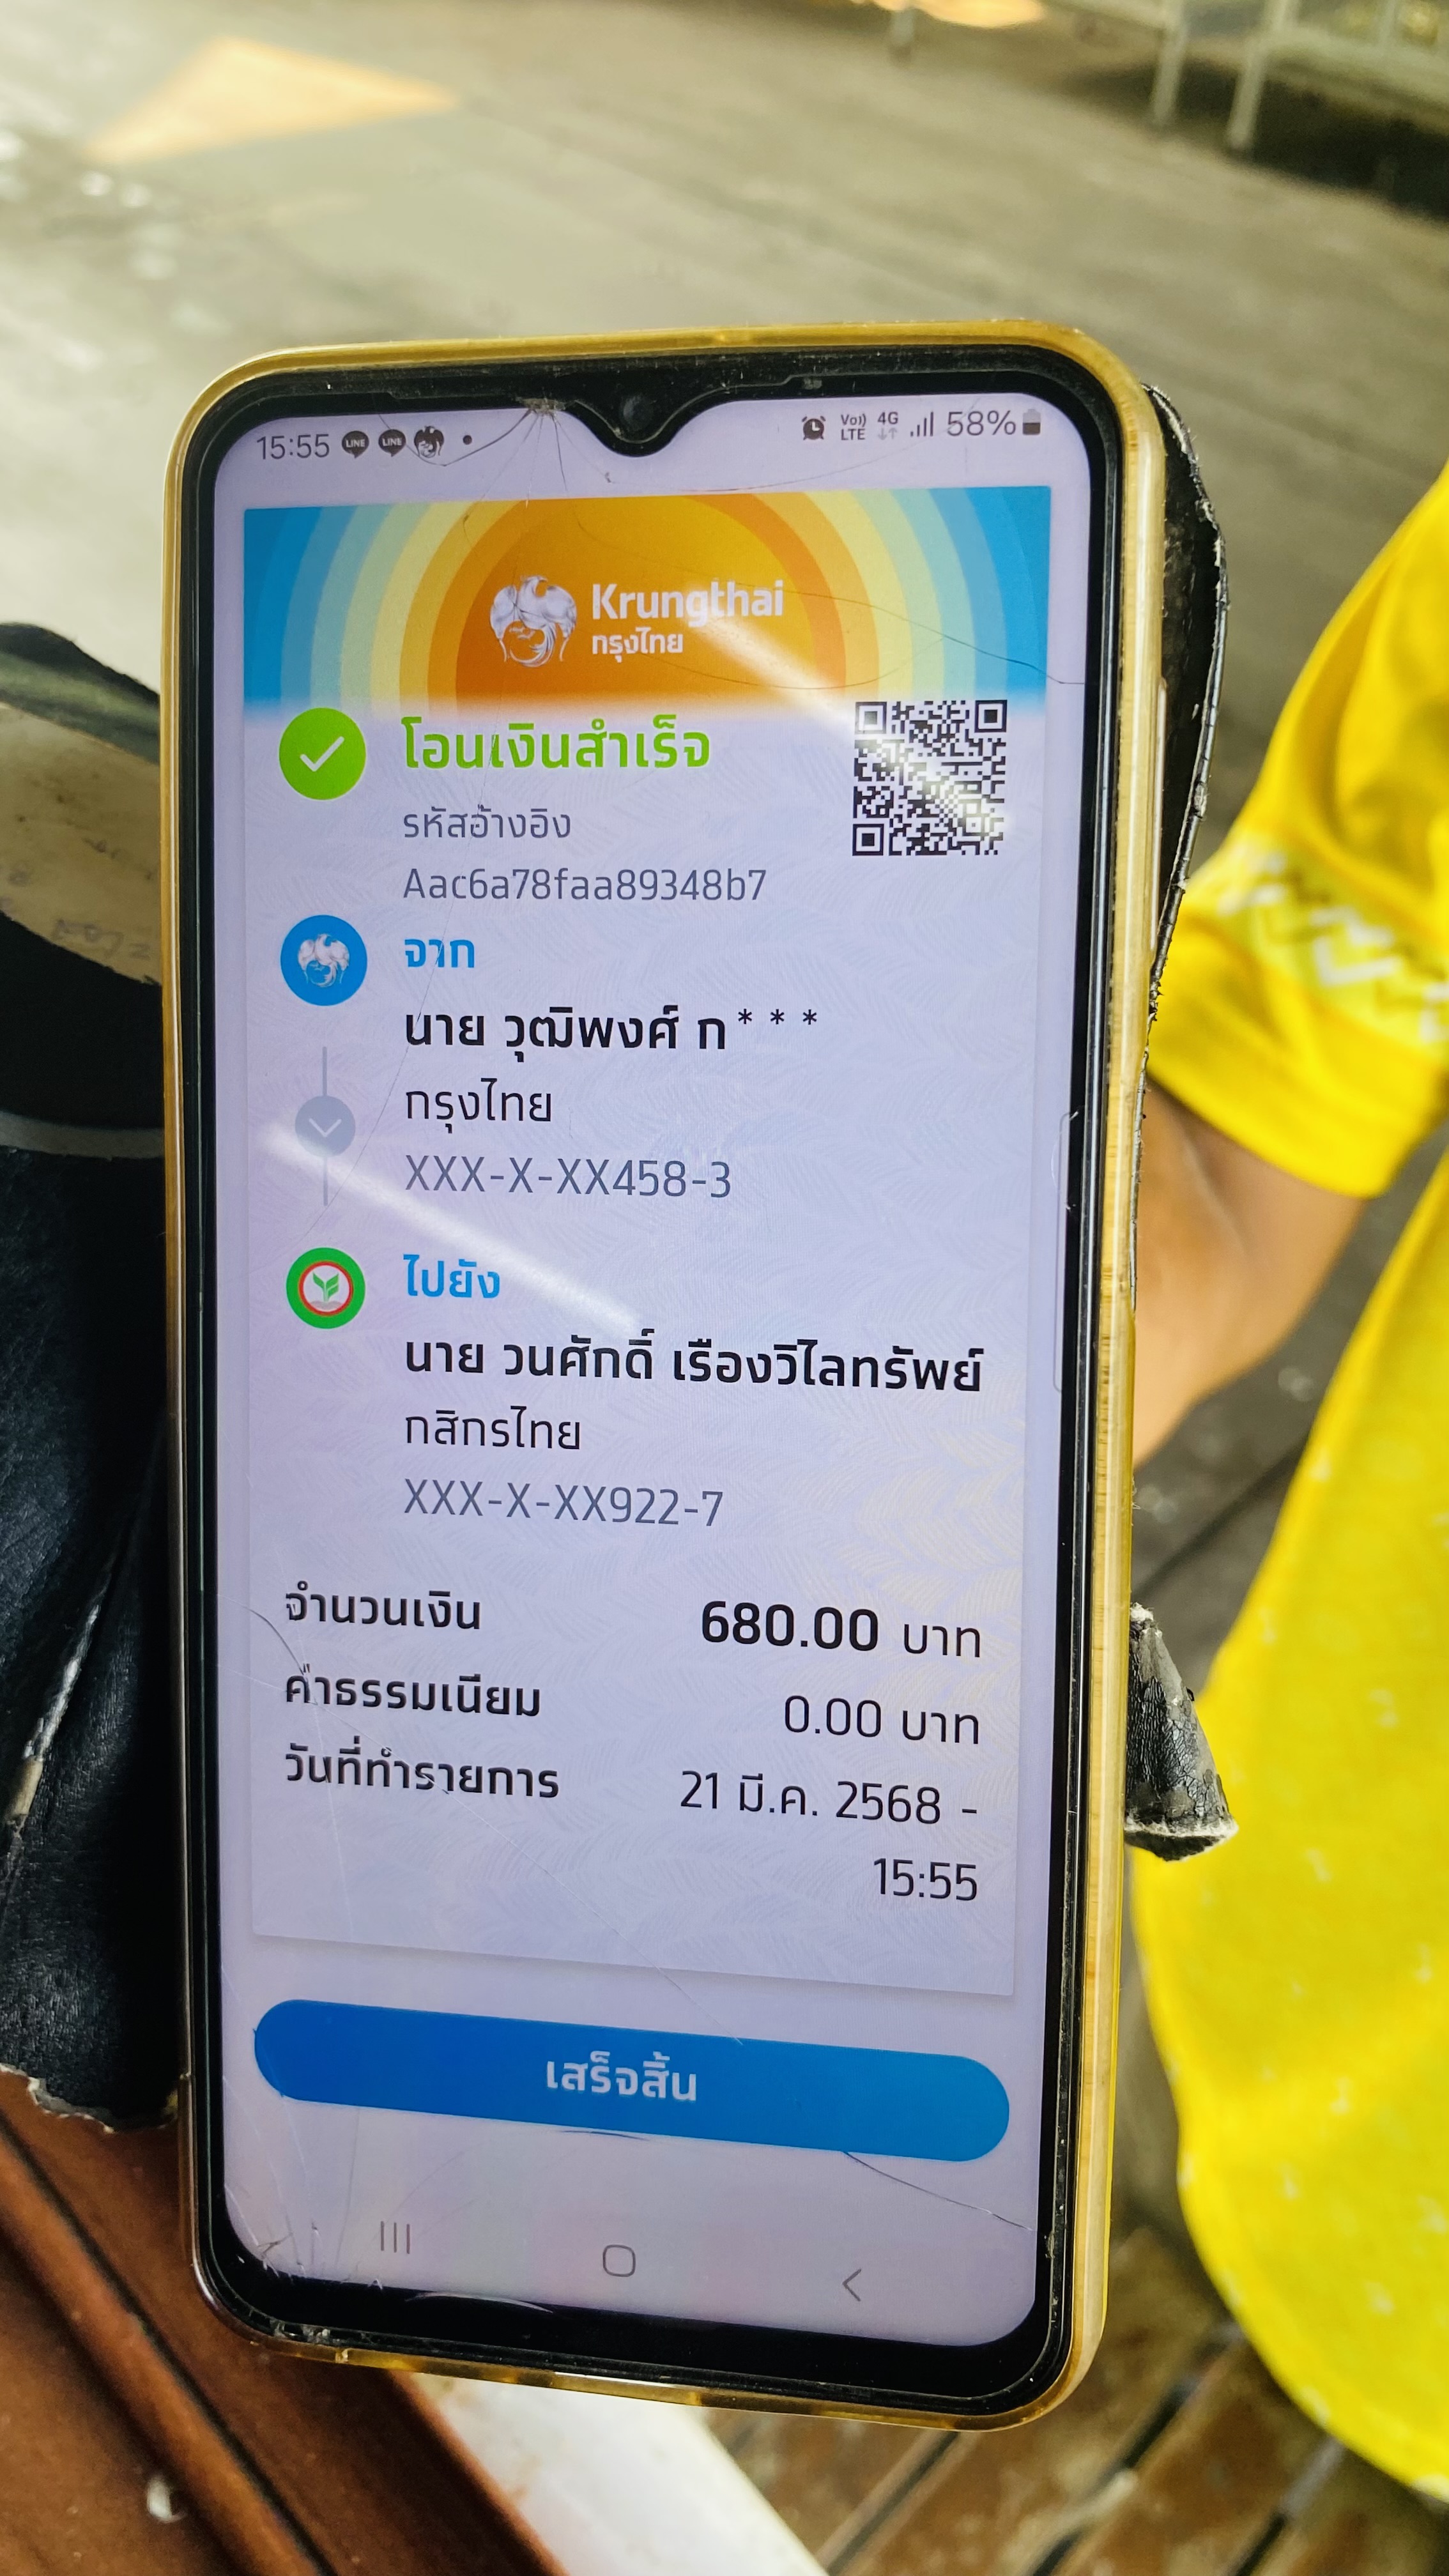 15:55 LINE LINE
Vo)) LTE 4G 58%
Krungthai
กรุงไทย
โอนเงินสำเร็จ
รหัสอ้างอิง
Aac6a78faa89348b7
จาก
นาย วุฒิพงศ์ ก***
กรุงไทย
XXX-X-XX458-3
ไปยัง
นาย วนศักดิ์ เรืองวิไลทรัพย์
กสิกรไทย
XXX-X-XX922-7
จำนวนเงิน 680.00 บาท
ค่าธรรมเนียม 0.00 บาท
วันที่ทำรายการ 21 มี.ค. 2568 -
15:55
เสร็จสิ้น